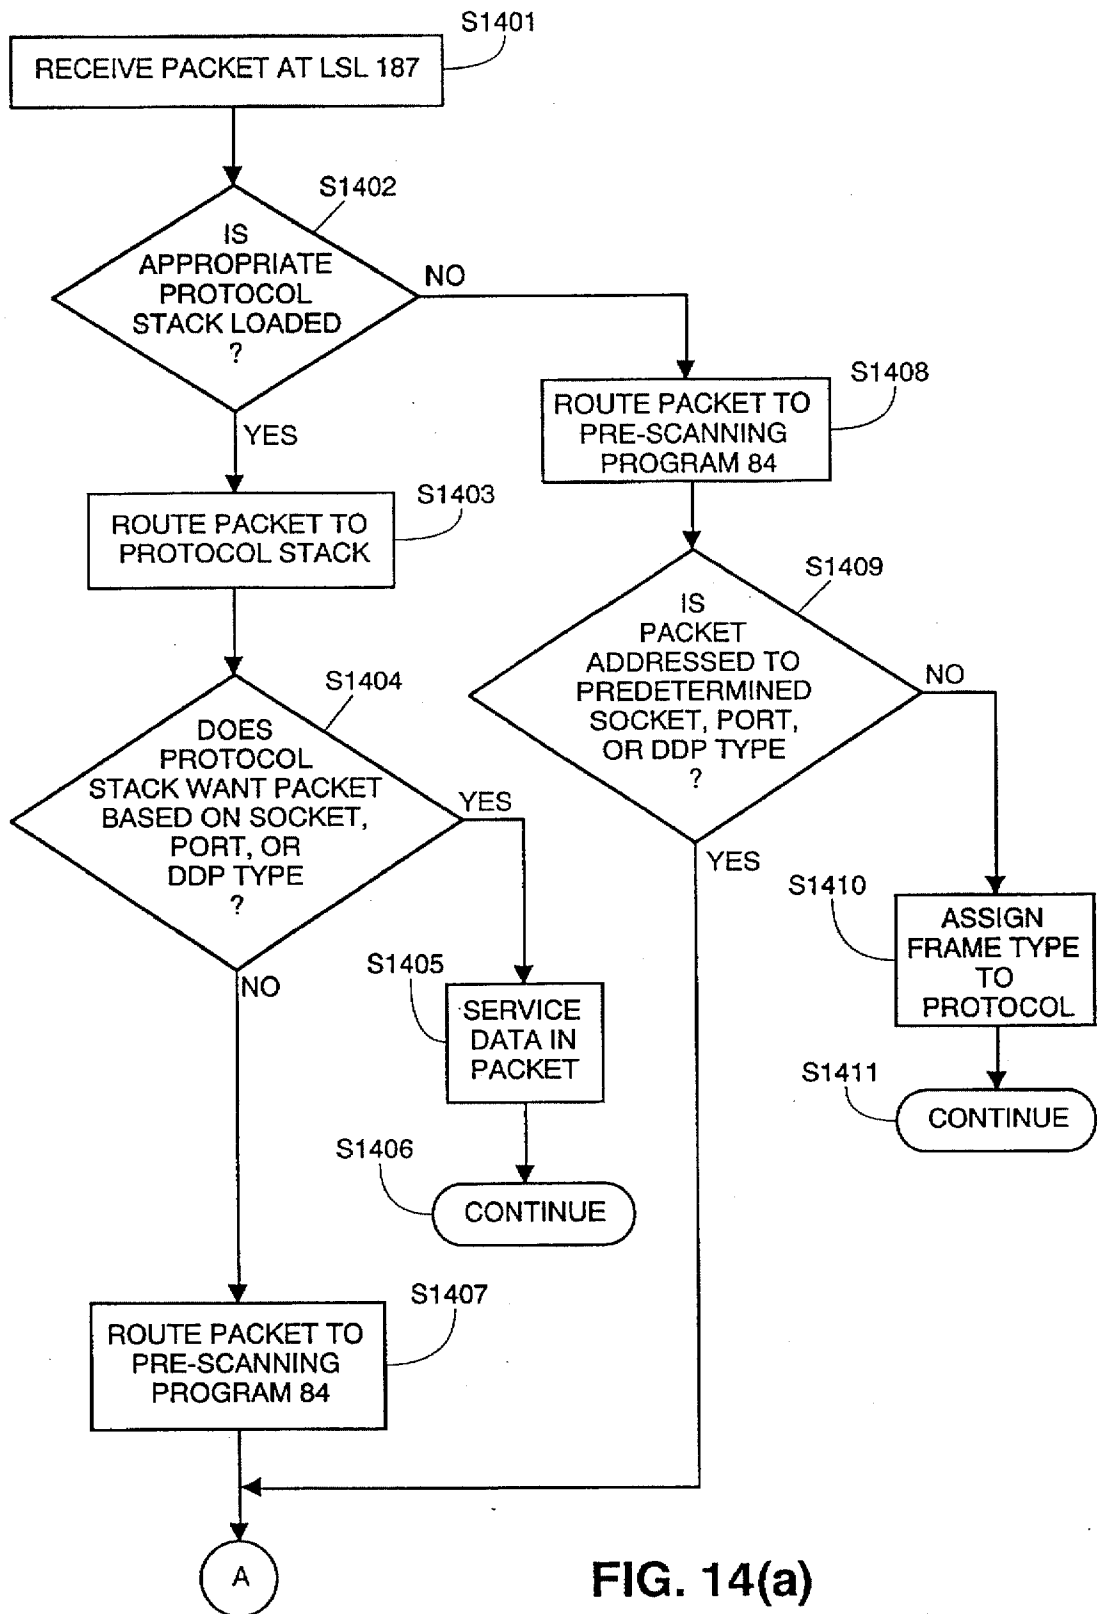 S1401
RECEIVE PACKET AT LSL 187
S1402
IS
APPROPRIATE
PROTOCOL
STACK LOADED
?
NO
YES
S1408
ROUTE PACKET TO
PRE-SCANNING
PROGRAM 84
S1403
ROUTE PACKET TO
PROTOCOL STACK
S1409
IS
PACKET
ADDRESSED TO
PREDETERMINED
SOCKET, PORT,
OR DDP TYPE
?
NO
YES
S1404
DOES
PROTOCOL
STACK WANT PACKET
BASED ON SOCKET,
PORT, OR
DDP TYPE
?
YES
NO
S1410
ASSIGN
FRAME TYPE
TO
PROTOCOL
S1405
SERVICE
DATA IN
PACKET
S1411
CONTINUE
S1406
CONTINUE
S1407
ROUTE PACKET TO
PRE-SCANNING
PROGRAM 84
A
FIG. 14(a)